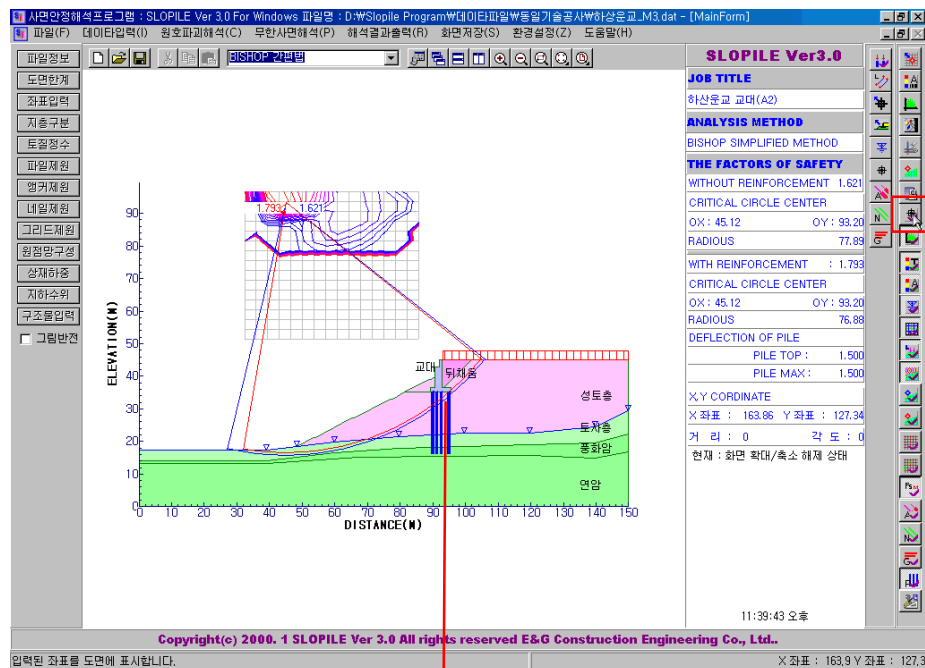 사면안정해석프로그램 : SLOPILE Ver 3.0 For Windows 파일명 : D:₩Slopile Program₩데이타파일₩동일기술공사₩하상운교_M3.dat - [MainForm]
파일(F) 데이타입력(I) 원호파괴해석(C) 무한사면해석(P) 해석결과출력(R) 화면저장(S) 환경설정(Z) 도움말(H)
BISHOP 간편법
파일정보
도면한계
좌표입력
지층구분
토질정수
파일제원
앵커제원
네일제원
그리드제원
원점망구성
상재하중
지하수위
구조물입력
그림반전
1.793 1.621
90
80
70
60
50
40
30
20
10
0
ELEVATION(M)
교대
뒤채움
성토층
토사층
풍화암
연암
0 10 20 30 40 50 60 70 80 90 100 110 120 130 140 150
DISTANCE(M)
SLOPILE Ver3.0
JOB TITLE
하산운교 교대(A2)
ANALYSIS METHOD
BISHOP SIMPLIFIED METHOD
THE FACTORS OF SAFETY
WITHOUT REINFORCEMENT 1.621
CRITICAL CIRCLE CENTER
OX : 45.12 OY : 93.20
RADIOUS 77.89
WITH REINFORCEMENT : 1.793
CRITICAL CIRCLE CENTER
OX : 45.12 OY : 93.20
RADIOUS 76.88
DEFLECTION OF PILE
PILE TOP : 1.500
PILE MAX : 1.500
X,Y CORDINATE
X 좌표 : 163.86 Y 좌표 : 127.34
거 리 : 0 각 도 : 0
현재 : 화면 확대/축소 해제 상태
11:39:43 오후
Copyright(c) 2000. 1 SLOPILE Ver 3.0 All rights reserved E&G Construction Engineering Co., Ltd..
입력된 좌표를 도면에 표시합니다.
X 좌표 : 163,9 Y 좌표 : 127,3